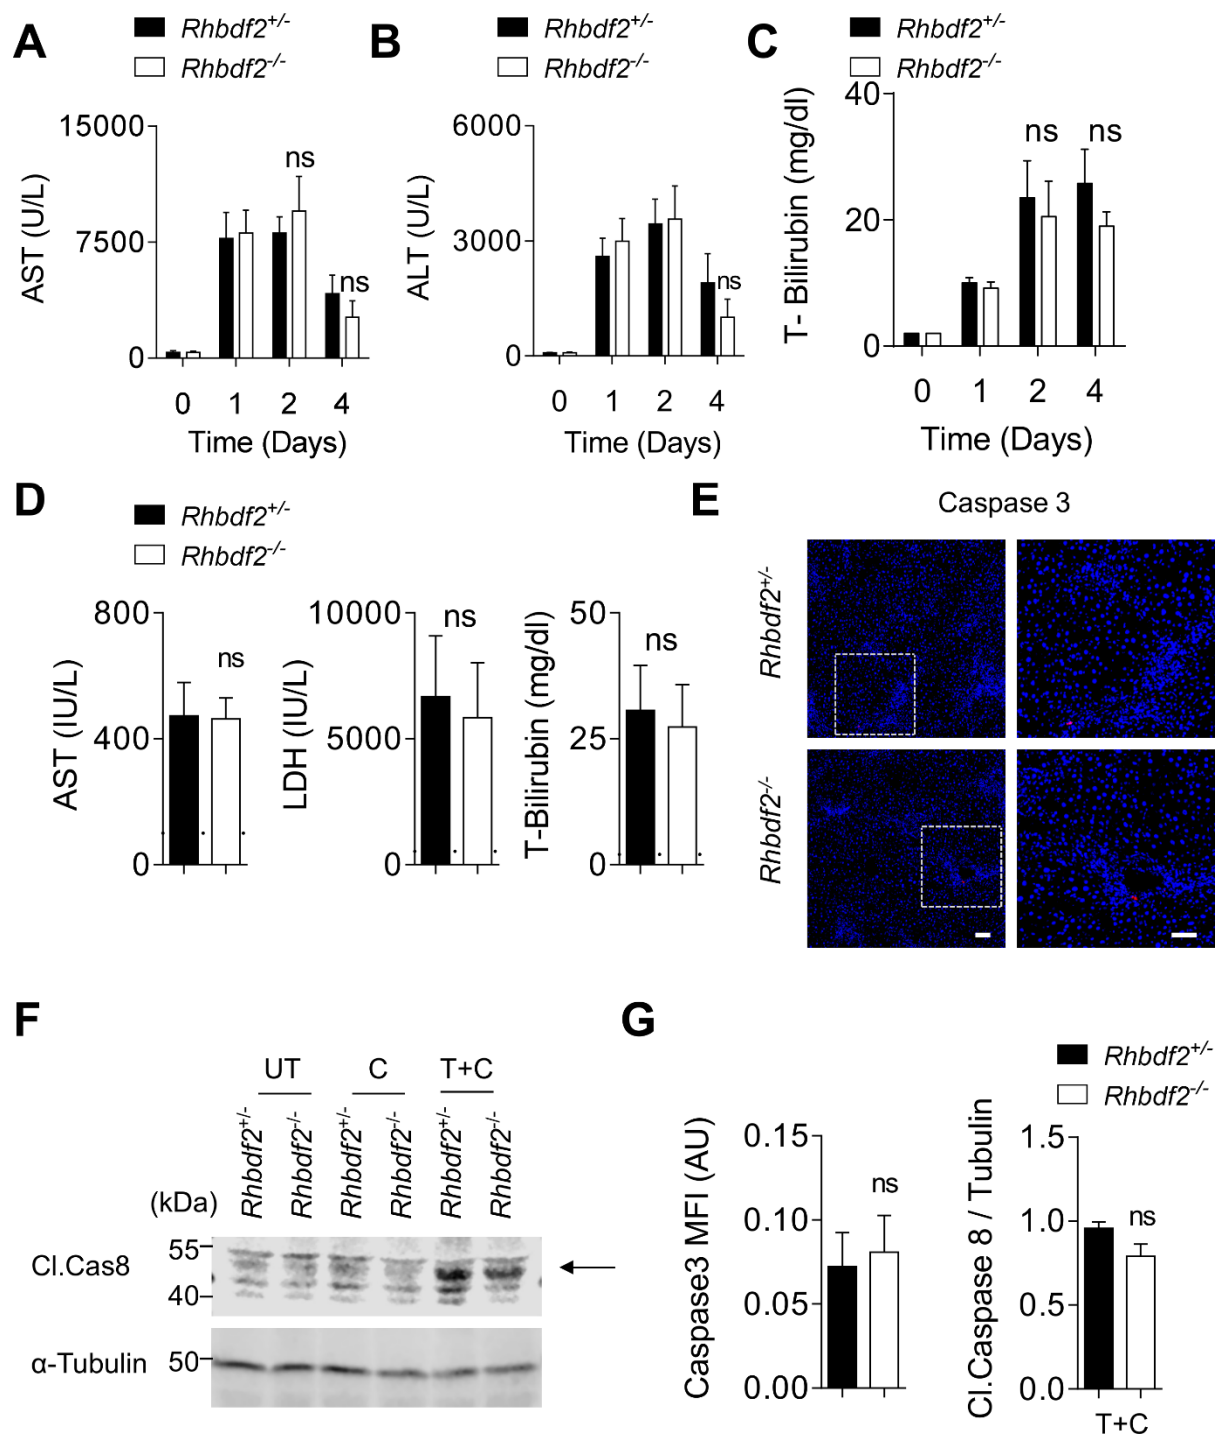 A
Rhbdf2+/-
Rhbdf2-/-
15000
7500
0
AST (U/L)
ns
ns
0 1 2 4
Time (Days)
B
Rhbdf2+/-
Rhbdf2-/-
6000
3000
0
ALT (U/L)
ns
0 1 2 4
Time (Days)
C
Rhbdf2+/-
Rhbdf2-/-
40
20
0
T- Bilirubin (mg/dl)
ns ns
0 1 2 4
Time (Days)
D
Rhbdf2+/-
Rhbdf2-/-
800
400
0
AST (IU/L)
ns
10000
5000
0
LDH (IU/L)
ns
50
25
0
T-Bilirubin (mg/dl)
ns
E
Caspase 3
Rhbdf2+/-
Rhbdf2-/-
F
UT C T+C
Rhbdf2+/- Rhbdf2-/- Rhbdf2+/- Rhbdf2-/- Rhbdf2+/- Rhbdf2-/-
(kDa)
Cl.Cas8
55
40
α-Tubulin
50
G
Rhbdf2+/-
Rhbdf2-/-
0.15
0.10
0.05
0.00
Caspase3 MFI (AU)
ns
1.5
1.0
0.5
0.0
Cl.Caspase 8 / Tubulin
ns
T+C